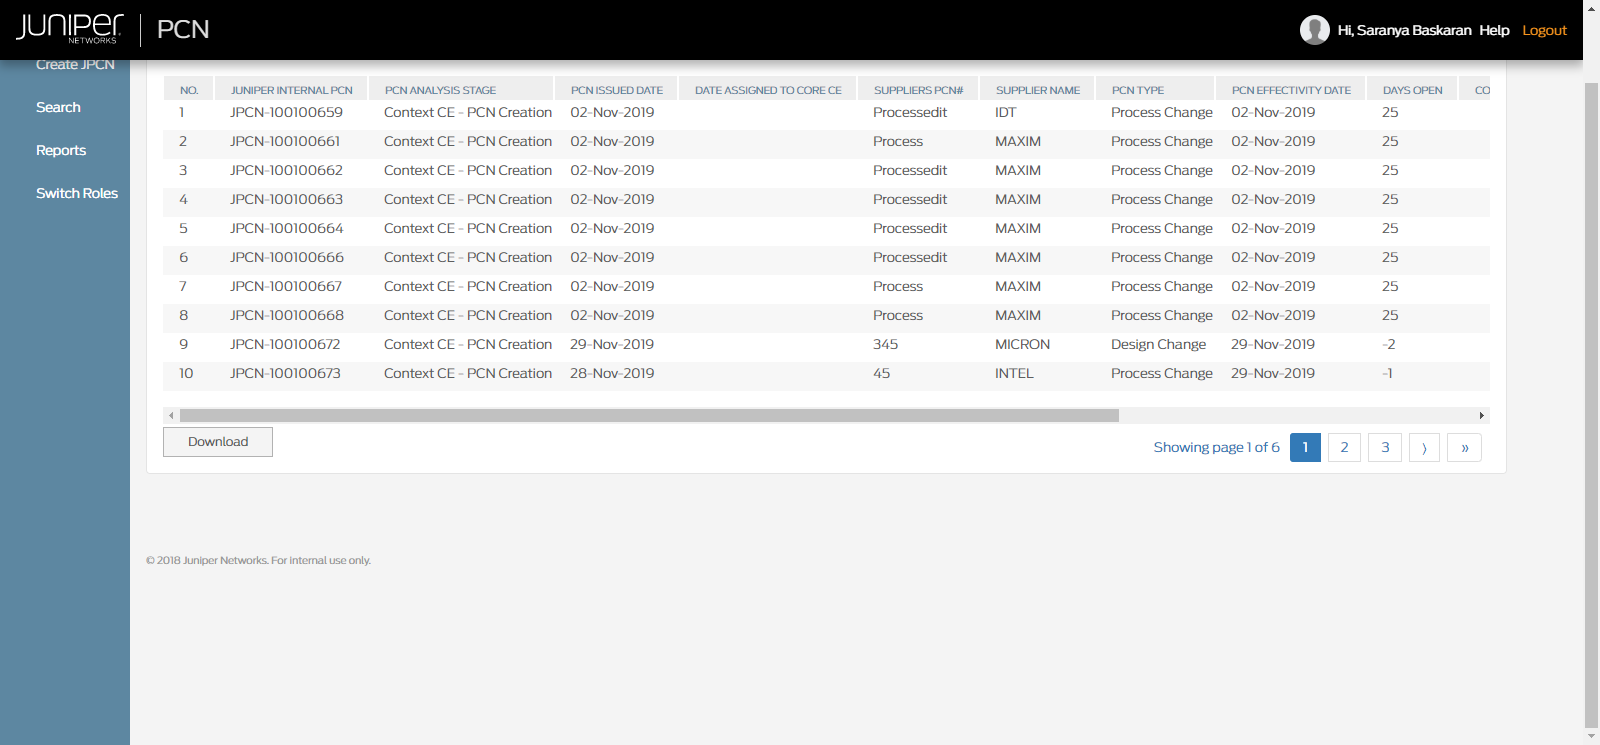 JUNIPER NETWORKS PCN Hi, Saranya Baskaran Help Logout
Create JPCN
Search
Reports
Switch Roles
NO. JUNIPER INTERNAL PCN PCN ANALYSIS STAGE PCN ISSUED DATE DATE ASSIGNED TO CORE CE SUPPLIERS PCN# SUPPLIER NAME PCN TYPE PCN EFFECTIVITY DATE DAYS OPEN CO
1 JPCN-100100659 Context CE - PCN Creation 02-Nov-2019 Processedit IDT Process Change 02-Nov-2019 25
2 JPCN-100100661 Context CE - PCN Creation 02-Nov-2019 Process MAXIM Process Change 02-Nov-2019 25
3 JPCN-100100662 Context CE - PCN Creation 02-Nov-2019 Processedit MAXIM Process Change 02-Nov-2019 25
4 JPCN-100100663 Context CE - PCN Creation 02-Nov-2019 Processedit MAXIM Process Change 02-Nov-2019 25
5 JPCN-100100664 Context CE - PCN Creation 02-Nov-2019 Processedit MAXIM Process Change 02-Nov-2019 25
6 JPCN-100100666 Context CE - PCN Creation 02-Nov-2019 Processedit MAXIM Process Change 02-Nov-2019 25
7 JPCN-100100667 Context CE - PCN Creation 02-Nov-2019 Process MAXIM Process Change 02-Nov-2019 25
8 JPCN-100100668 Context CE - PCN Creation 02-Nov-2019 Process MAXIM Process Change 02-Nov-2019 25
9 JPCN-100100672 Context CE - PCN Creation 29-Nov-2019 345 MICRON Design Change 29-Nov-2019 -2
10 JPCN-100100673 Context CE - PCN Creation 28-Nov-2019 45 INTEL Process Change 29-Nov-2019 -1
Download
Showing page 1 of 6 1 2 3 ⟩ »
© 2018 Juniper Networks. For internal use only.